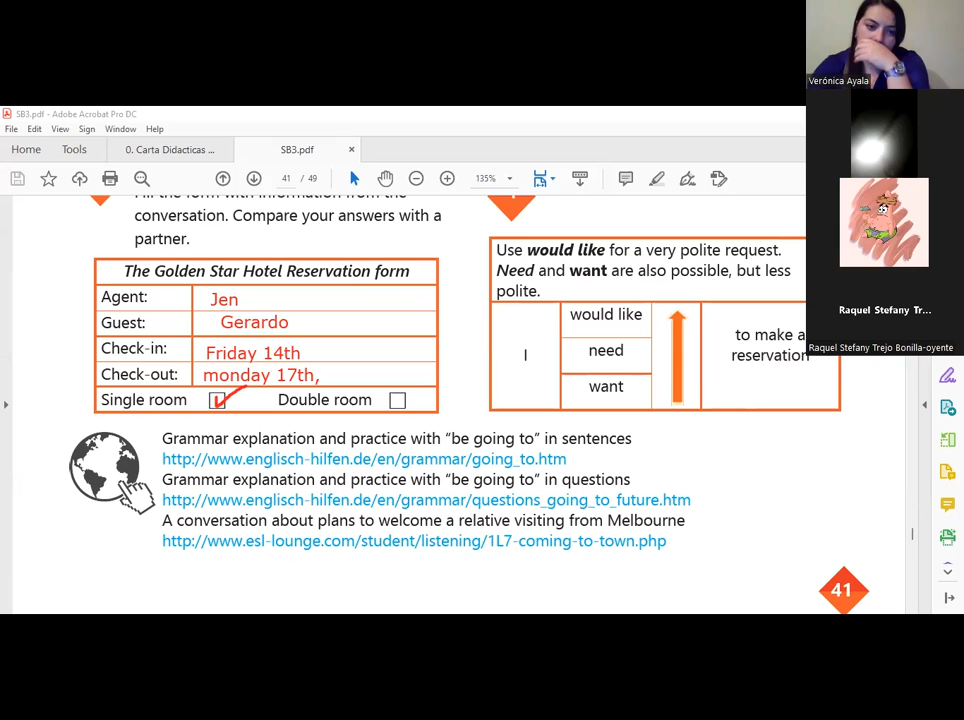 Verónica Ayala
SB3.pdf - Adobe Acrobat Pro DC
File Edit View Sign Window Help
Home Tools 0. Carta Didacticas ... SB3.pdf ×
41 / 49 135%
conversation. Compare your answers with a
partner.
The Golden Star Hotel Reservation form
Agent: Jen
Guest: Gerardo
Check-in: Friday 14th
Check-out: monday 17th,
Single room Double room
Use would like for a very polite request.
Need and want are also possible, but less
polite.
I
would like
need
want
to make a
reservation
Raquel Stefany Tr...
Raquel Stefany Trejo Bonilla-oyente
Grammar explanation and practice with “be going to” in sentences
http://www.englisch-hilfen.de/en/grammar/going_to.htm
Grammar explanation and practice with “be going to” in questions
http://www.englisch-hilfen.de/en/grammar/questions_going_to_future.htm
A conversation about plans to welcome a relative visiting from Melbourne
http://www.esl-lounge.com/student/listening/1L7-coming-to-town.php
41